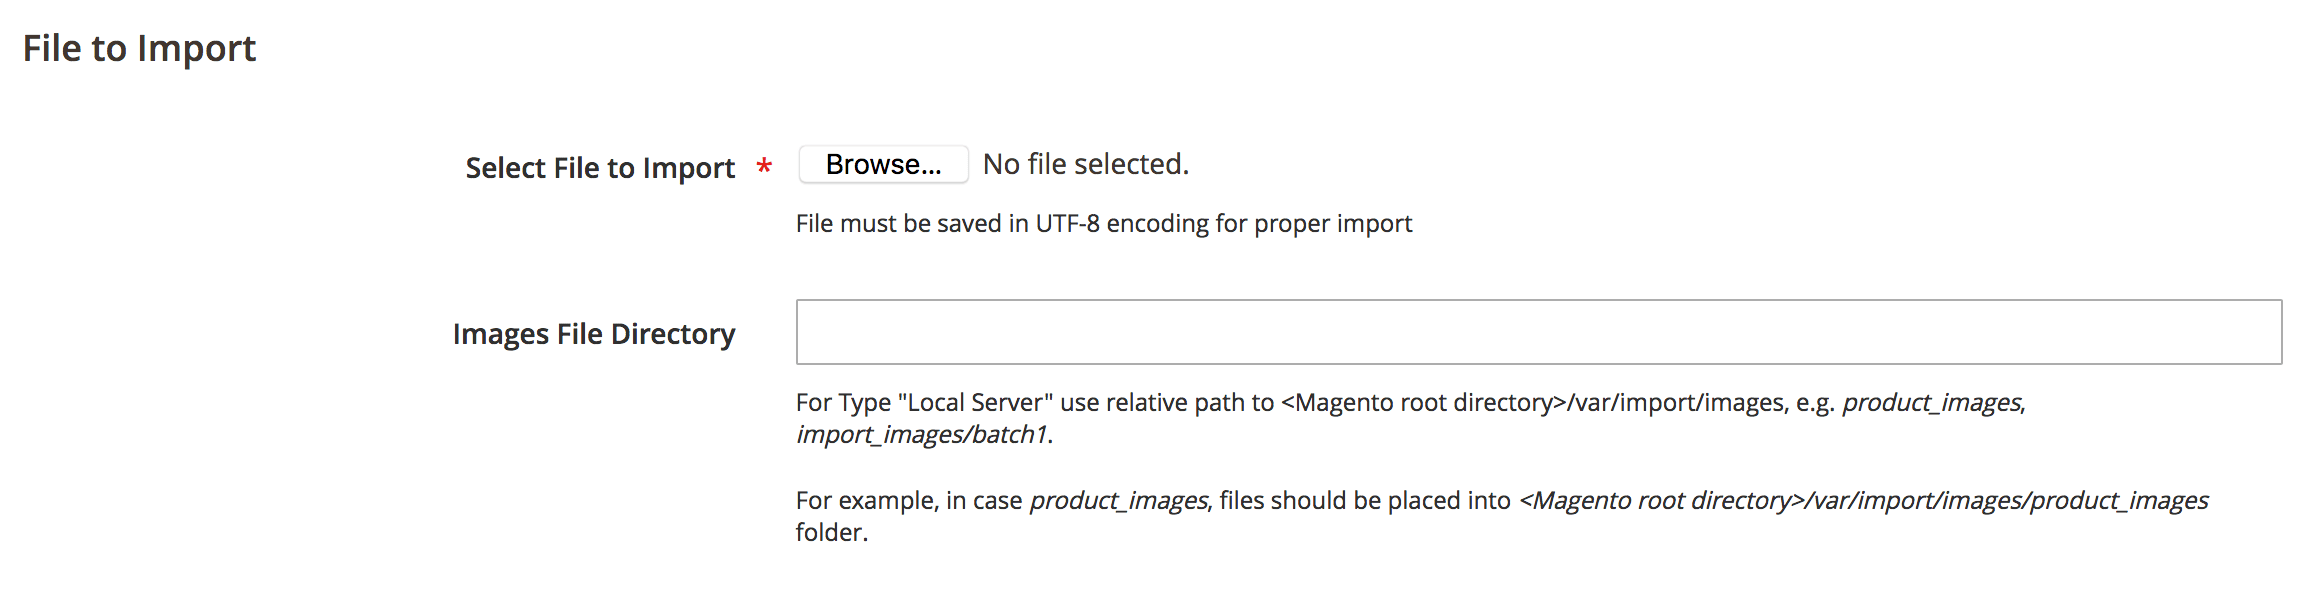 File to Import
Select File to Import * Browse... No file selected.
File must be saved in UTF-8 encoding for proper import
Images File Directory
For Type "Local Server" use relative path to <Magento root directory>/var/import/images, e.g. product_images,
import_images/batch1.
For example, in case product_images, files should be placed into <Magento root directory>/var/import/images/product_images
folder.